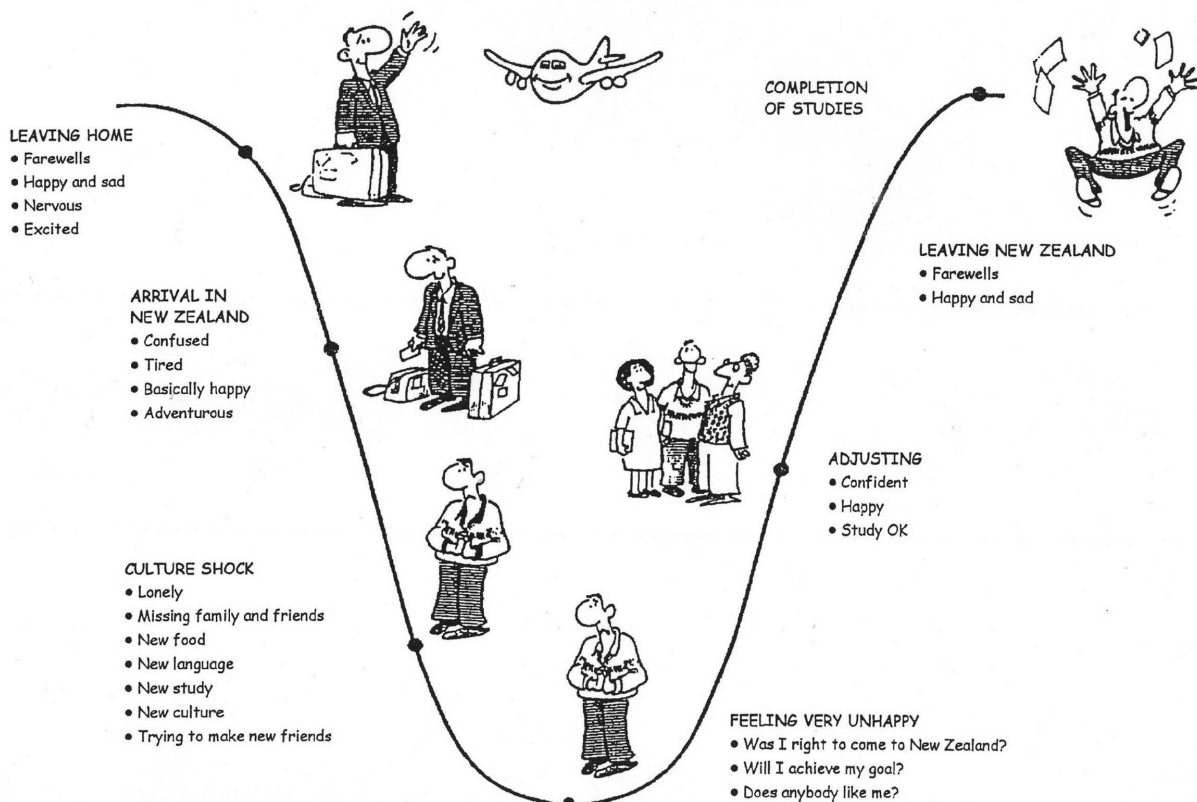 LEAVING HOME
• Farewells
• Happy and sad
• Nervous
• Excited
ARRIVAL IN
NEW ZEALAND
• Confused
• Tired
• Basically happy
• Adventurous
CULTURE SHOCK
• Lonely
• Missing family and friends
• New food
• New language
• New study
• New culture
• Trying to make new friends
FEELING VERY UNHAPPY
• Was I right to come to New Zealand?
• Will I achieve my goal?
• Does anybody like me?
ADJUSTING
• Confident
• Happy
• Study OK
COMPLETION
OF STUDIES
LEAVING NEW ZEALAND
• Farewells
• Happy and sad